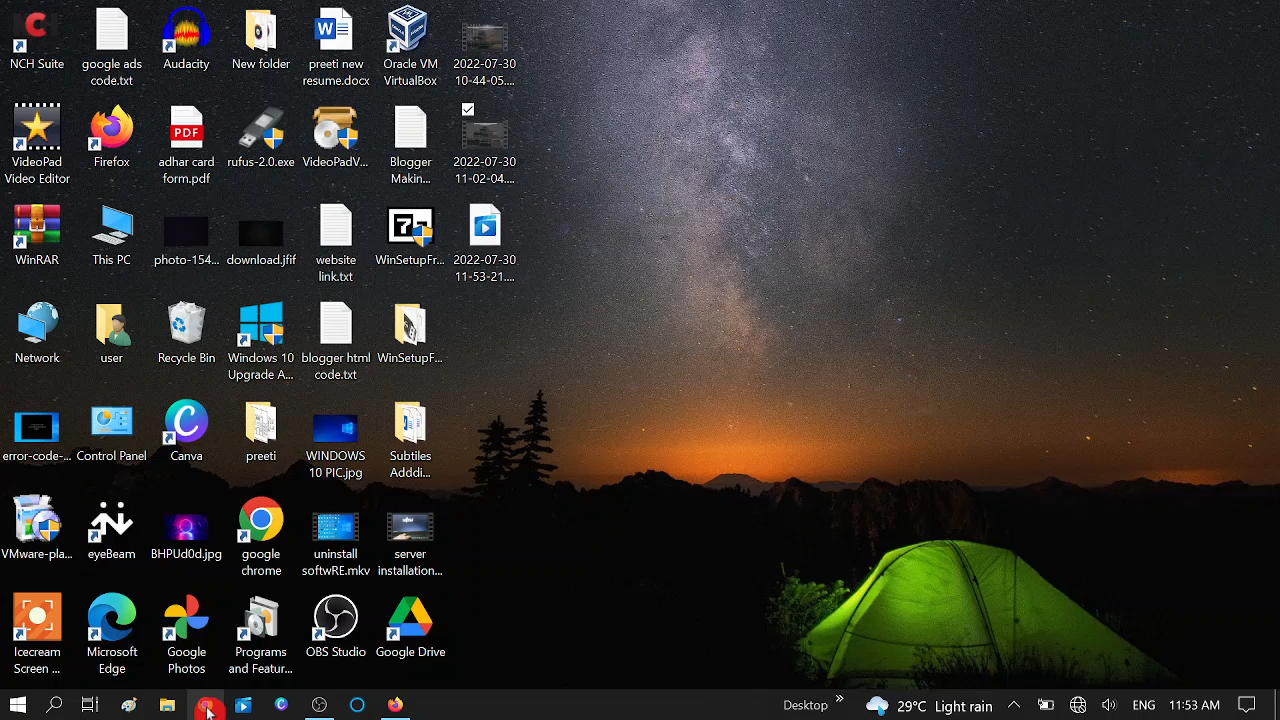 NCH Suite
google ads
code.txt
Audacity
New folder
preeti new
resume.docx
Oracle VM
VirtualBox
2022-07-30
10-44-05....
VideoPad
Video Editor
Firefox
PDF
adhar card
form.pdf
rufus-2.0.exe
VideoPadV...
Blogger
Makin...
2022-07-30
11-02-04....
WinRAR
This PC
photo-154...
download.jfif
website
link.txt
WinSetupFr...
2022-07-30
11-53-21....
Network
user
Recycle Bin
Windows 10
Upgrade A...
blogger html
code.txt
WinSetupF...
error-code-...
Control Panel
Canva
preeti
WINDOWS
10 PIC.jpg
Subtiles
Adddi...
VMware-pla...
eyeBeam
BHPUd0d.jpg
google
chrome
uninstall
softwRE.mkv
server
installation...
Icecream
Screen ...
Microsoft
Edge
Google
Photos
Programs
and Featur...
OBS Studio
Google Drive
Desktop
29°C Light rain
ENG
11:55 AM